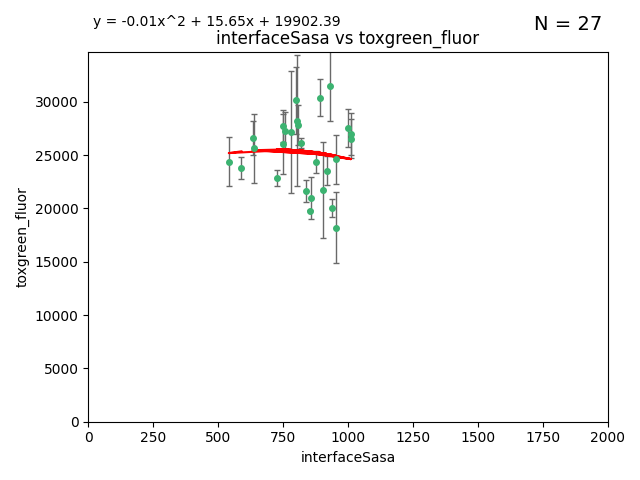 y = -0.01x^2 + 15.65x + 19902.39
N = 27
interfaceSasa vs toxgreen_fluor
30000
25000
20000
15000
10000
5000
0
toxgreen_fluor
0 250 500 750 1000 1250 1500 1750 2000
interfaceSasa